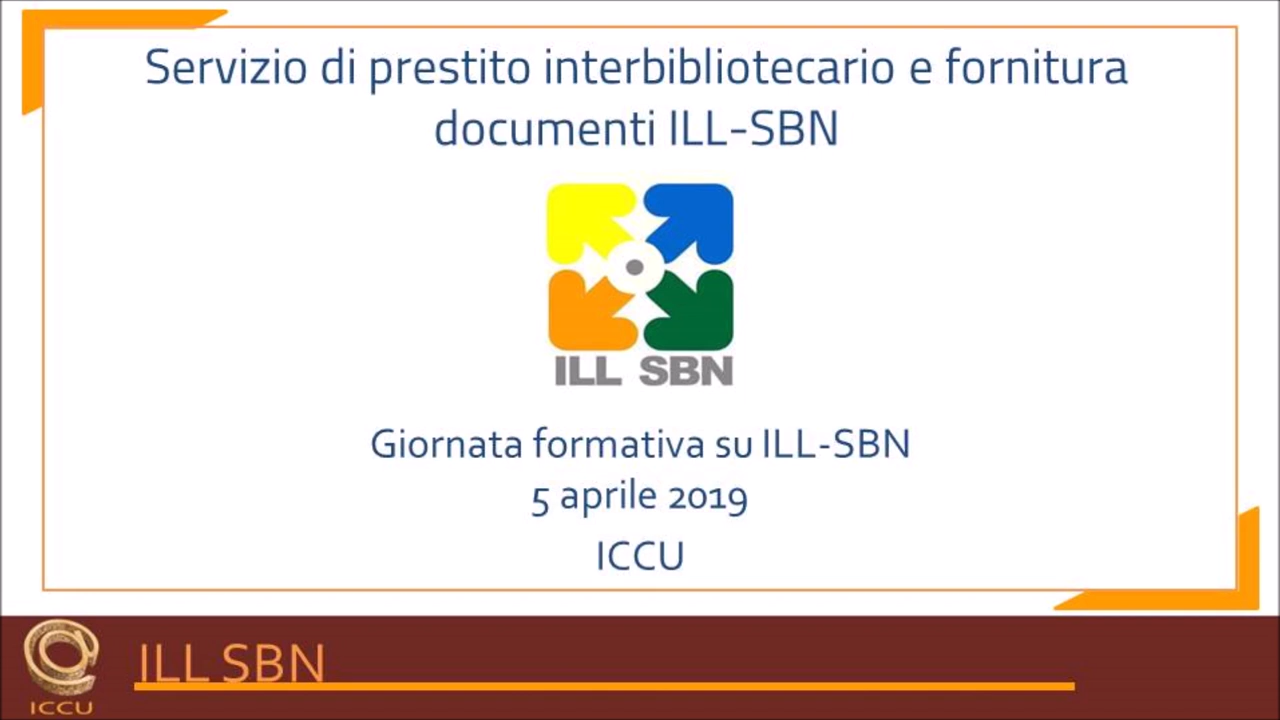 Servizio di prestito interbibliotecario e fornitura
documenti ILL-SBN
ILL SBN
Giornata formativa su ILL-SBN
5 aprile 2019
ICCU
ILL SBN
ICCU